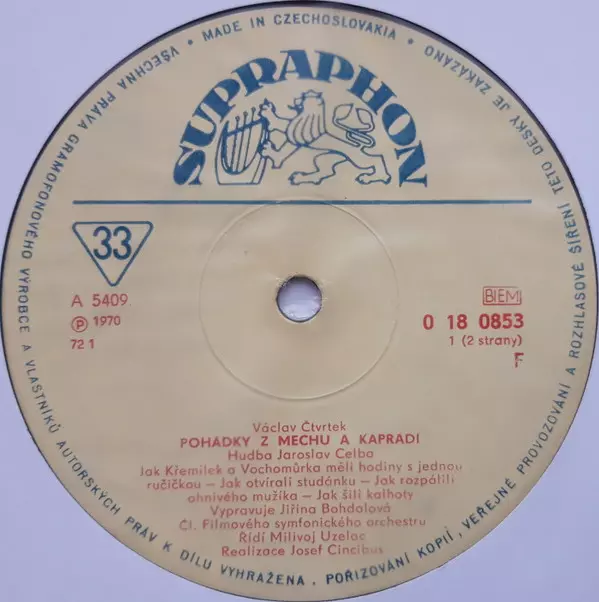 VŠECHNA PRÁVA GRAMOFONOVÉHO VÝROBCE A VLASTNÍKŮ AUTORSKÝCH PRÁV K DÍLU VYHRAŽENA. POŘIZOVÁNÍ KOPIÍ, VEŘEJNÉ PROVOZOVÁNÍ A ROZHLASOVÉ ŠÍŘENÍ TÉTO DESKY JE ZAKÁZÁNO • MADE IN CZECHOSLOVAKIA •
SUPRAPHON
33
A 5409
Ⓟ 1970
72 1
BIEM
0 18 0853
1 (2 strany)
F
Václav Čtvrtek
POHÁDKY Z MECHU A KAPRADÍ
Hudba Jaroslav Celba
Jak Křemílek a Vochomůrka měli hodiny s jednou
ručičkou — Jak otvírali studánku — Jak rozpálili
ohnivého mužíka — Jak šili kalhoty
Vypravuje Jiřina Bohdalová
Čl. Filmového symfonického orchestru
Řídí Milivoj Uzelac
Realizace Josef Cincibus